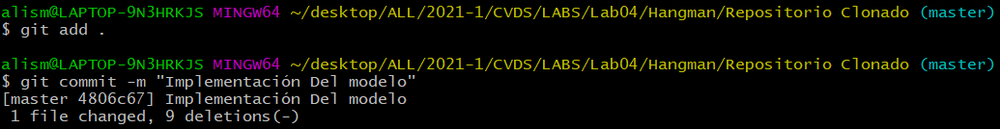 alism@LAPTOP-9N3HRKJS MINGW64 ~/desktop/ALL/2021-1/CVDS/LABS/Lab04/Hangman/Repositorio Clonado (master)
$ git add .
alism@LAPTOP-9N3HRKJS MINGW64 ~/desktop/ALL/2021-1/CVDS/LABS/Lab04/Hangman/Repositorio Clonado (master)
$ git commit -m "Implementación Del modelo"
[master 4806c67] Implementación Del modelo
 1 file changed, 9 deletions(-)